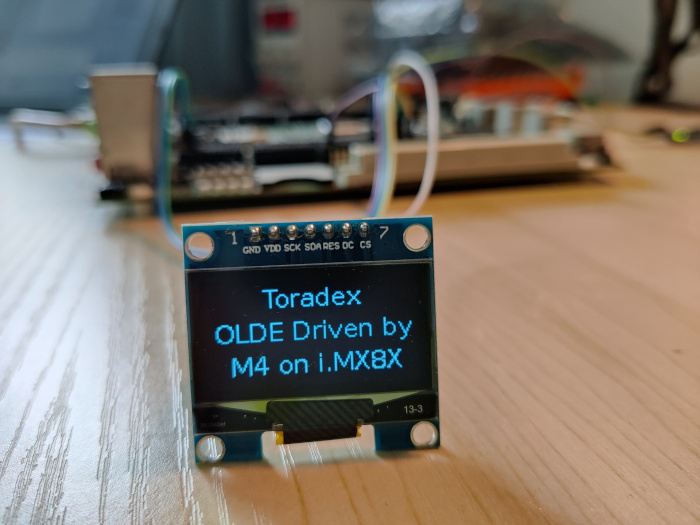 1 7
GND VDD SCK SDA RES DC CS
Toradex
OLDE Driven by
M4 on i.MX8X
13-3